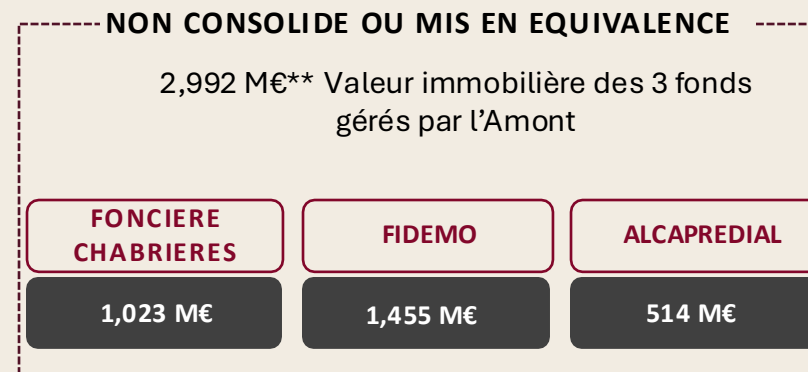 NON CONSOLIDE OU MIS EN EQUIVALENCE
2,992 M€** Valeur immobilière des 3 fonds
gérés par l’Amont
FONCIERE
CHABRIERES
FIDEMO
ALCAPREDIAL
1,023 M€
1,455 M€
514 M€